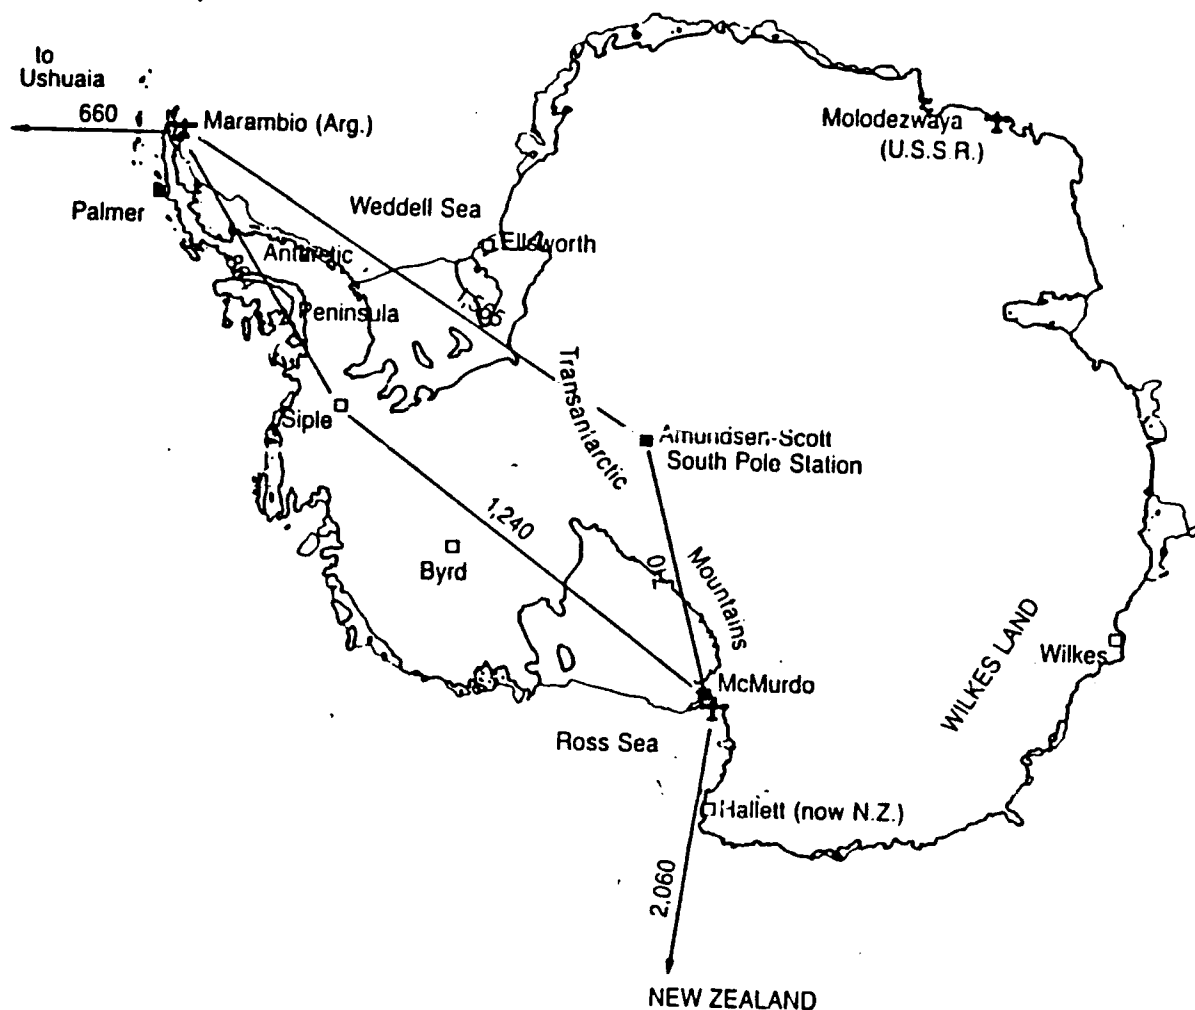 to
Ushuaia
660
Marambio (Arg.)
Molodezwaya
(U.S.S.R.)
Palmer
Weddell Sea
Ellsworth
Antarctic
Peninsula
Transantarctic
Siple
Amundsen-Scott
South Pole Station
1,240
Byrd
Mountains
McMurdo
WILKES LAND
Wilkes
Ross Sea
Hallett (now N.Z.)
2,060
NEW ZEALAND